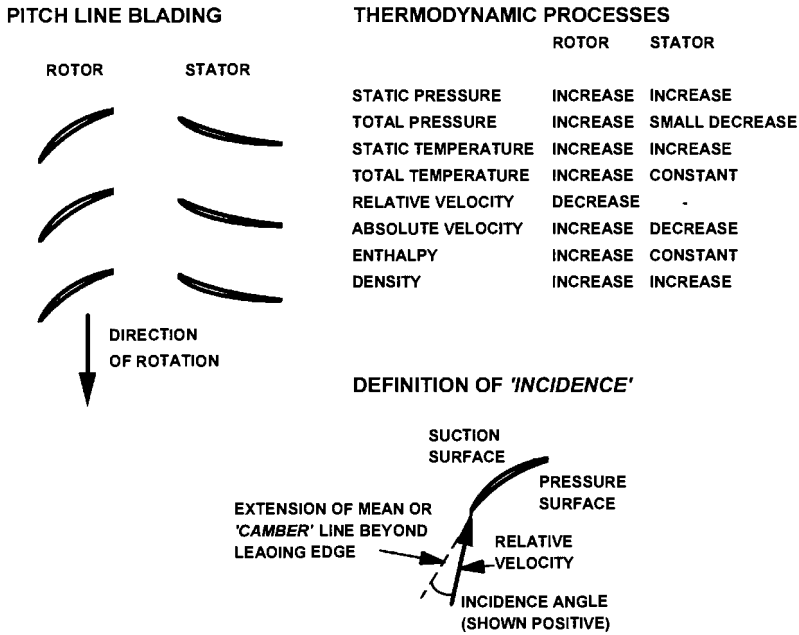 PITCH LINE BLADING
ROTOR STATOR
DIRECTION
OF ROTATION
THERMODYNAMIC PROCESSES
ROTOR STATOR
STATIC PRESSURE INCREASE INCREASE
TOTAL PRESSURE INCREASE SMALL DECREASE
STATIC TEMPERATURE INCREASE INCREASE
TOTAL TEMPERATURE INCREASE CONSTANT
RELATIVE VELOCITY DECREASE -
ABSOLUTE VELOCITY INCREASE DECREASE
ENTHALPY INCREASE CONSTANT
DENSITY INCREASE INCREASE
DEFINITION OF 'INCIDENCE'
SUCTION
SURFACE
PRESSURE
SURFACE
EXTENSION OF MEAN OR
'CAMBER' LINE BEYOND
LEAOING EDGE
RELATIVE
VELOCITY
INCIDENCE ANGLE
(SHOWN POSITIVE)